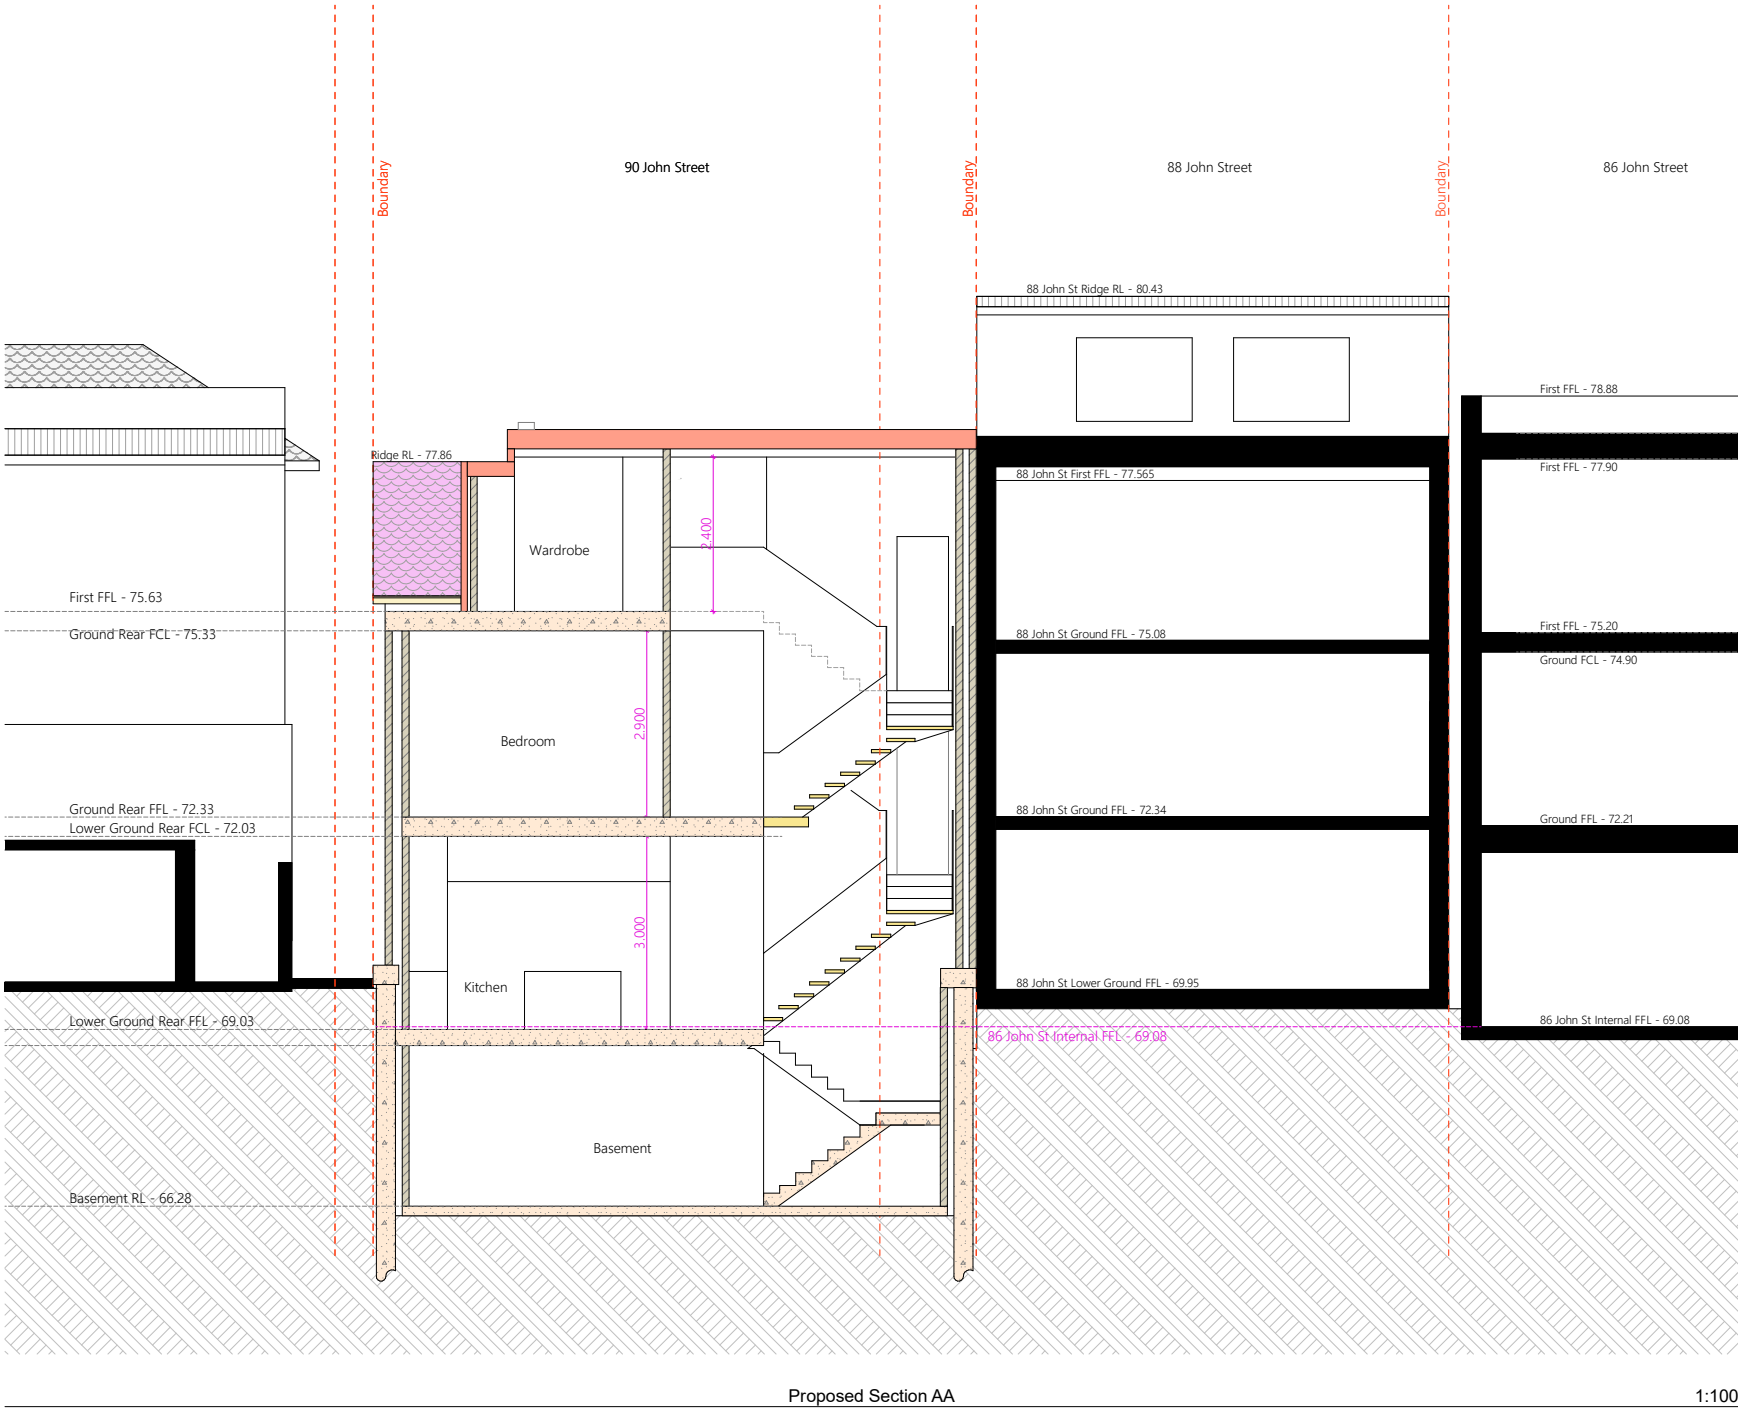 90 John Street
88 John Street
86 John Street
Boundary
Boundary
Boundary
88 John St Ridge RL - 80.43
First FFL - 78.88
Ridge RL - 77.86
First FFL - 77.90
88 John St First FFL - 77.565
2.400
Wardrobe
First FFL - 75.63
Ground Rear FCL - 75.33
88 John St Ground FFL - 75.08
First FFL - 75.20
Ground FCL - 74.90
2.900
Bedroom
Ground Rear FFL - 72.33
Lower Ground Rear FCL - 72.03
88 John St Ground FFL - 72.34
Ground FFL - 72.21
3.000
Kitchen
88 John St Lower Ground FFL - 69.95
Lower Ground Rear FFL - 69.03
86 John St Internal FFL - 69.08
86 John St Internal FFL - 69.08
Basement
Basement RL - 66.28
Proposed Section AA
1:100